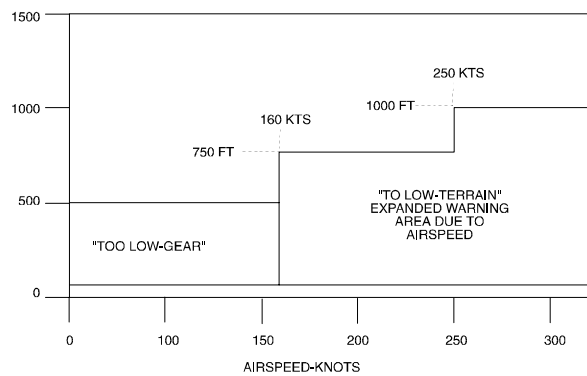 1500
250 KTS
1000
1000 FT
160 KTS
750 FT
500
"TO LOW-TERRAIN"
EXPANDED WARNING
AREA DUE TO
AIRSPEED
"TOO LOW-GEAR"
0
0
100
150
200
250
300
AIRSPEED-KNOTS